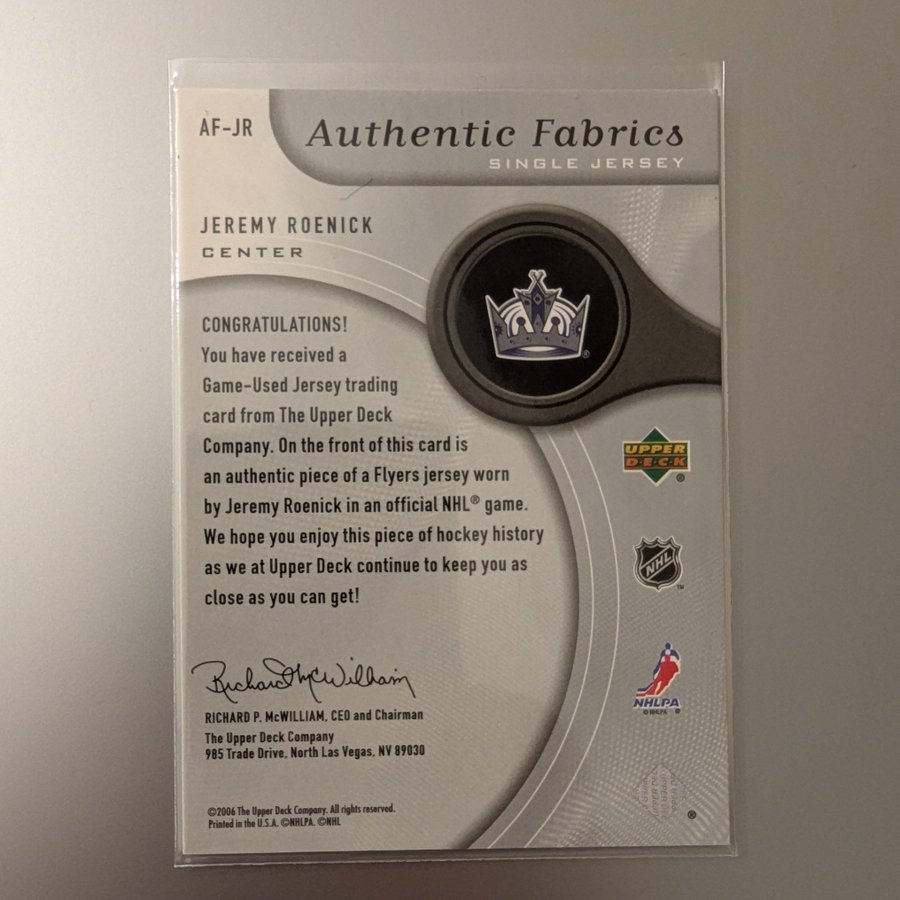 AF-JR
Authentic Fabrics
SINGLE JERSEY
JEREMY ROENICK
CENTER
CONGRATULATIONS!
You have received a
Game-Used Jersey trading
card from The Upper Deck
Company. On the front of this card is
an authentic piece of a Flyers jersey worn
by Jeremy Roenick in an official NHL® game.
We hope you enjoy this piece of hockey history
as we at Upper Deck continue to keep you as
close as you can get!
UPPER
DECK
®
NHL
™
NHLPA
©NHLPA ®
Richard McWilliam
RICHARD P. McWILLIAM, CEO and Chairman
The Upper Deck Company
985 Trade Drive, North Las Vegas, NV 89030
©2006 The Upper Deck Company. All rights reserved.
Printed in the U.S.A. ©NHLPA. ©NHL
®